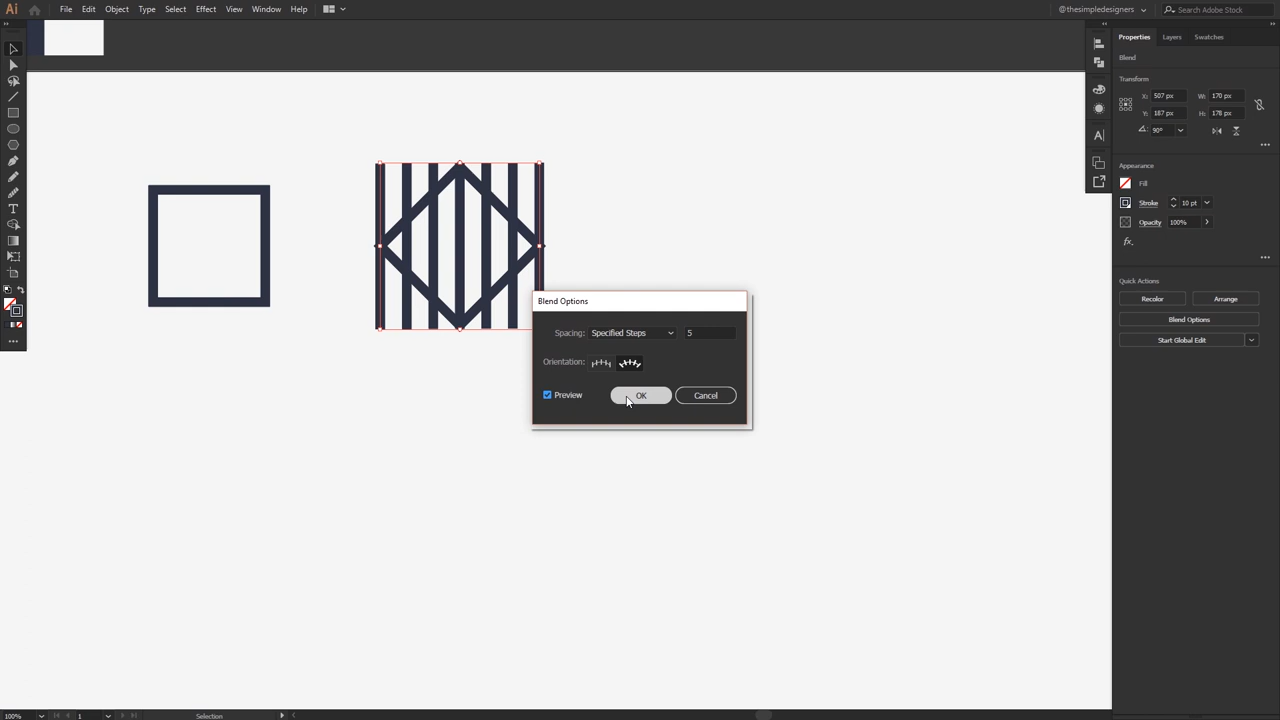 Ai File Edit Object Type Select Effect View Window Help @thesimpledesigners Search Adobe Stock
Properties Layers Swatches
Blend
Transform
X: 507 px W: 170 px
Y: 187 px H: 178 px
90°
Appearance
Fill
Stroke 10 pt
Opacity 100%
fx.
Quick Actions
Recolor Arrange
Blend Options
Start Global Edit
Blend Options
Spacing: Specified Steps 5
Orientation:
Preview OK Cancel
100% 1 Selection